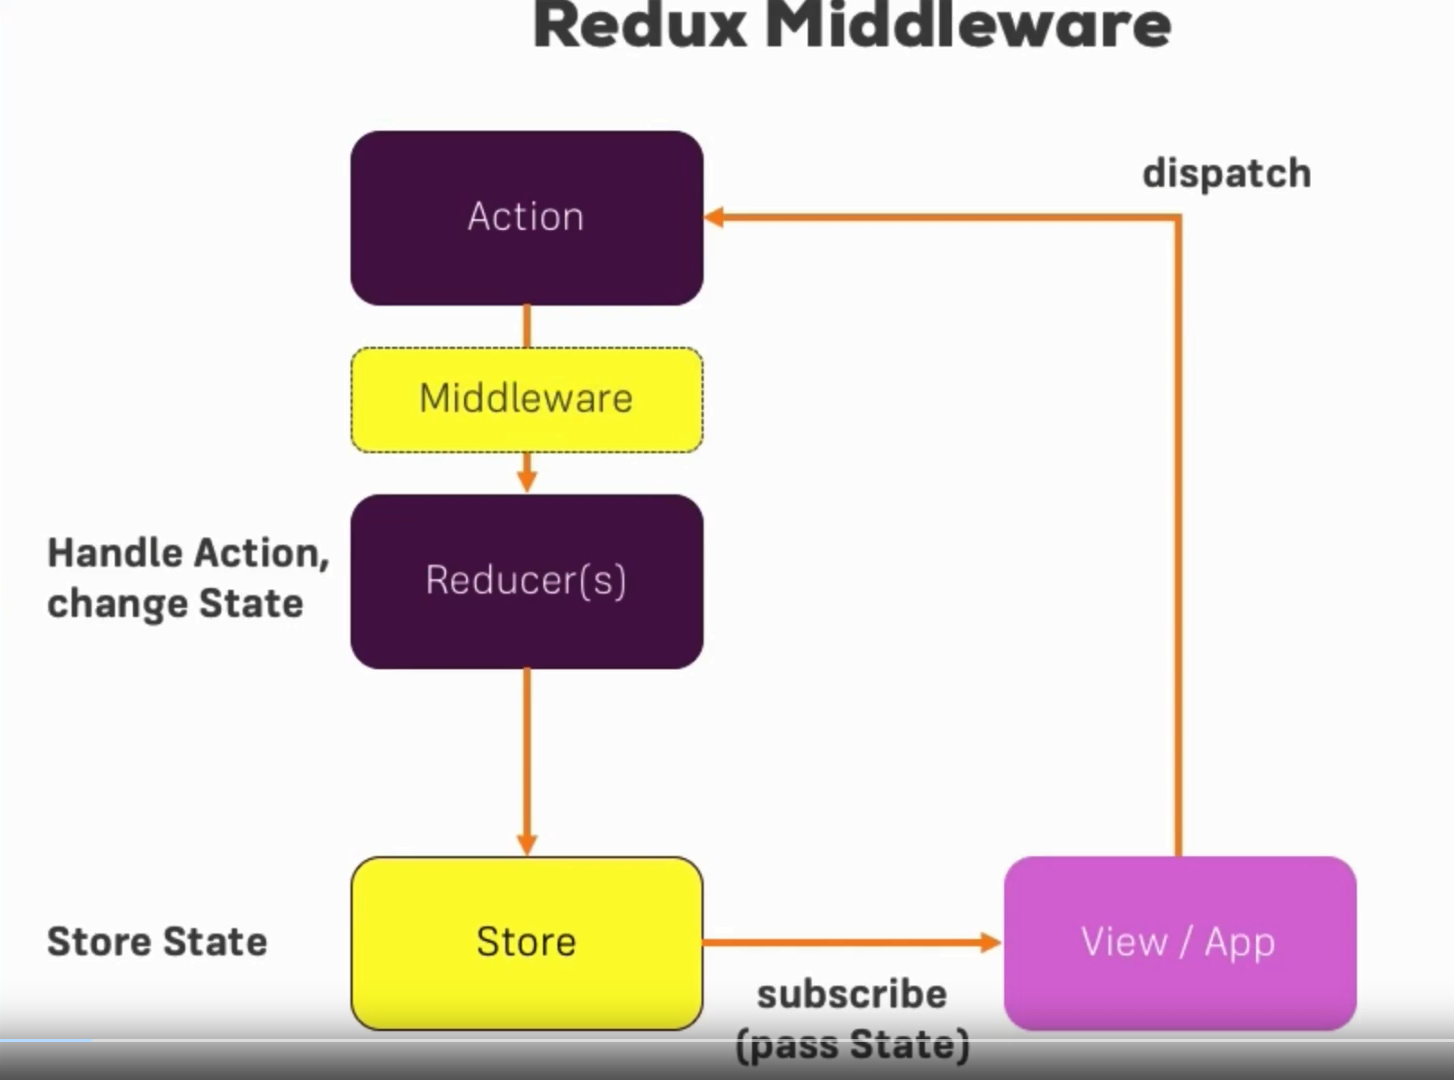 Redux Middleware
dispatch
Action
Middleware
Handle Action,
change State
Reducer(s)
Store State
Store
subscribe
(pass State)
View / App